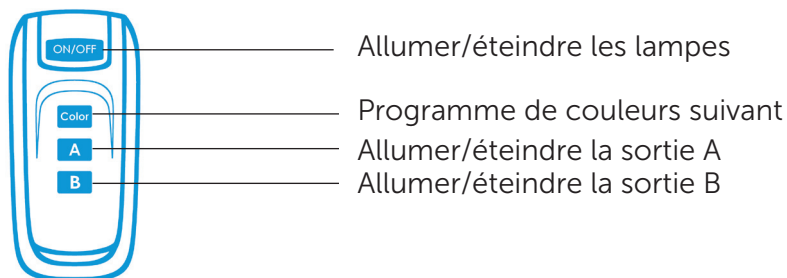 ON/OFF Allumer/éteindre les lampes
Color Programme de couleurs suivant
A Allumer/éteindre la sortie A
B Allumer/éteindre la sortie B